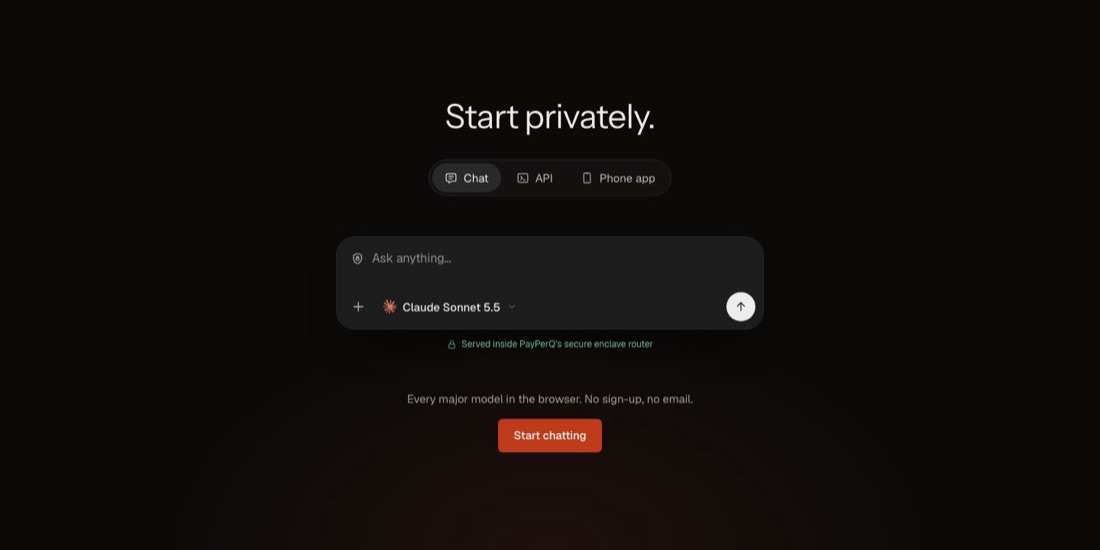 Start privately.
Chat API Phone app
Ask anything...
Claude Sonnet 5.5
Served inside PayPerQ's secure enclave router
Every major model in the browser. No sign-up, no email.
Start chatting